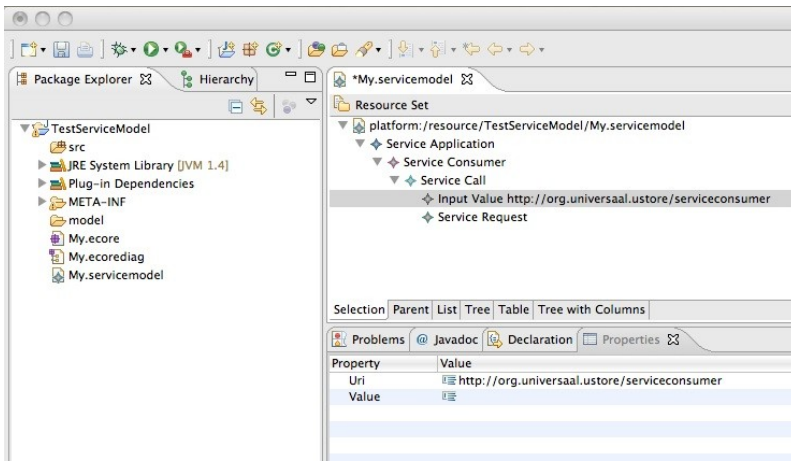 Package Explorer
Hierarchy
TestServiceModel
src
JRE System Library [JVM 1.4]
Plug-in Dependencies
META-INF
model
My.ecore
My.ecorediag
My.servicemodel
*My.servicemodel
Resource Set
platform:/resource/TestServiceModel/My.servicemodel
Service Application
Service Consumer
Service Call
Input Value http://org.universaal.ustore/serviceconsumer
Service Request
Selection Parent List Tree Table Tree with Columns
Problems @ Javadoc Declaration Properties
Property Value
Uri http://org.universaal.ustore/serviceconsumer
Value